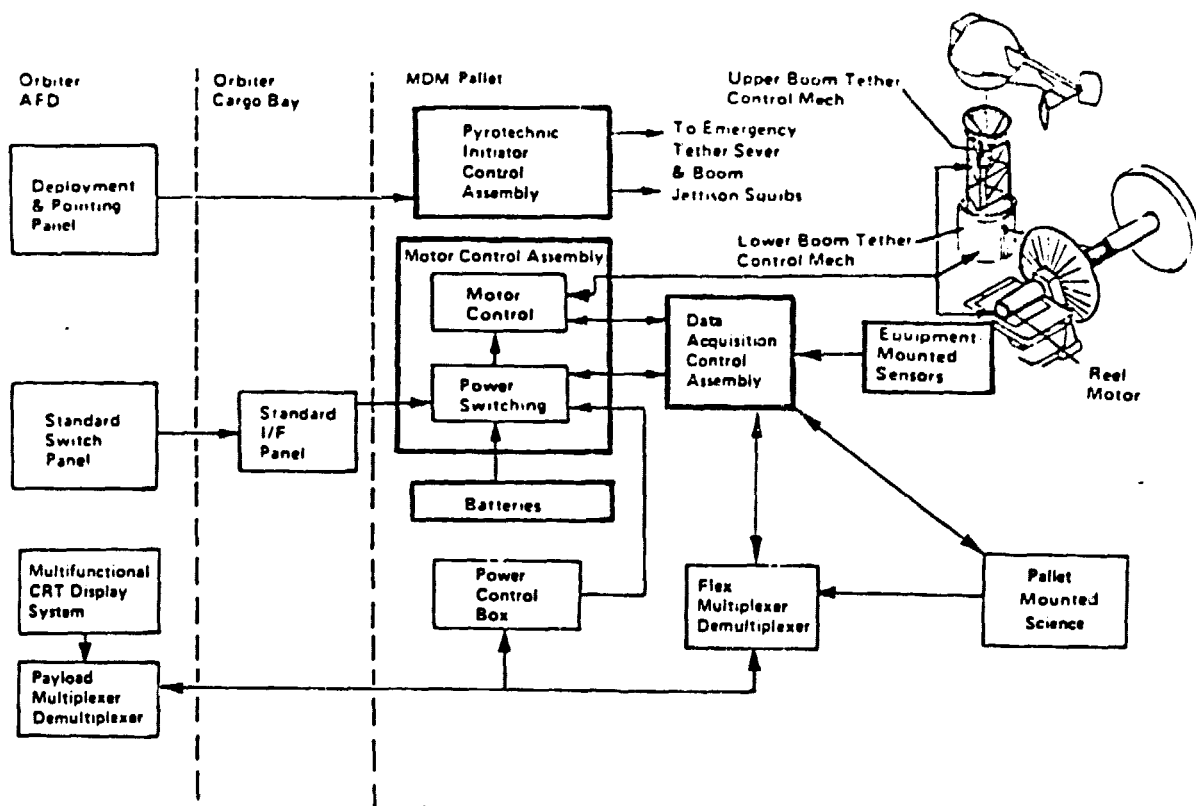 Orbiter
AFD
Orbiter
Cargo Bay
MDM Pallet
Upper Boom Tether
Control Mech
Pyrotechnic
Initiator
Control
Assembly
To Emergency
Tether Sever
& Boom
Jettison Squibs
Deployment
& Pointing
Panel
Lower Boom Tether
Control Mech
Motor Control Assembly
Motor
Control
Data
Acquisition
Control
Assembly
Equipment
Mounted
Sensors
Reel
Motor
Power
Switching
Standard
Switch
Panel
Standard
I/F
Panel
Batteries
Multifunctional
CRT Display
System
Power
Control
Box
Flex
Multiplexer
Demultiplexer
Pallet
Mounted
Science
Payload
Multiplexer
Demultiplexer